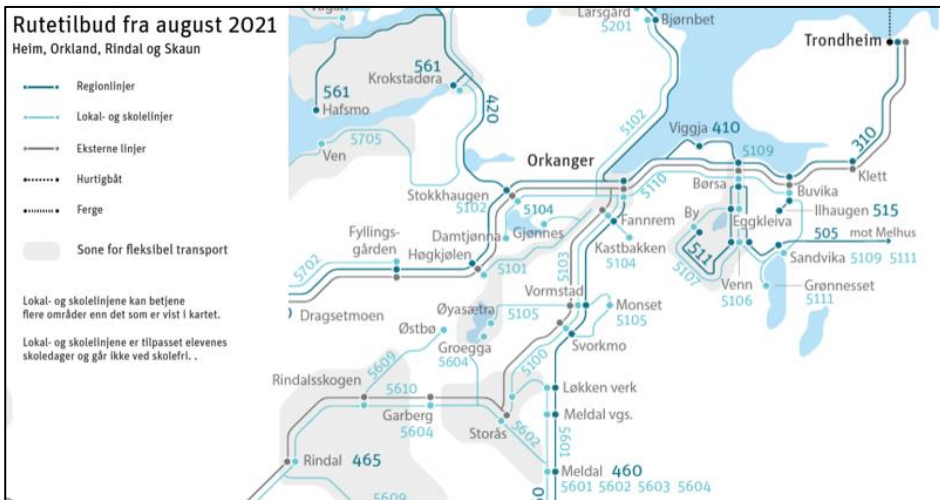 Rutetilbud fra august 2021
Heim, Orkland, Rindal og Skaun
Regionlinjer
Lokal- og skolelinjer
Eksterne linjer
Hurtigbåt
Ferge
Sone for fleksibel transport
Lokal- og skolelinjene kan betjene
flere områder enn det som er vist i kartet.
Lokal- og skolelinjene er tilpasset elevenes
skoledager og går ikke ved skolefri. .
Larsgård
5201
Bjørnbet
Trondheim
561
Krokstadøra
561
Hafsmo
420
5705
Ven
5102
Viggja 410
310
Orkanger
5109
5110
Børsa
Klett
Buvika
Stokkhaugen
5102
5104
Gjønnes
Damtjønna
Fannrem
Kastbakken
5104
By
Eggkleiva
Ilhaugen 515
505 mot Melhus
Sandvika 5109 5111
511
5107
Venn
5106
Grønnesset
5111
Fyllings-
gården
Høgkjølen
5702
5101
5103
Dragsetmoen
Øyasætra
5105
Vormstad
Monset
5105
Østbø
Groegga
5604
Svorkmo
5609
5100
Rindalsskogen
5610
Garberg
5604
Løkken verk
Meldal vgs.
Storås
5602
5601
Rindal 465
Meldal 460
5601 5602 5603 5604
5609